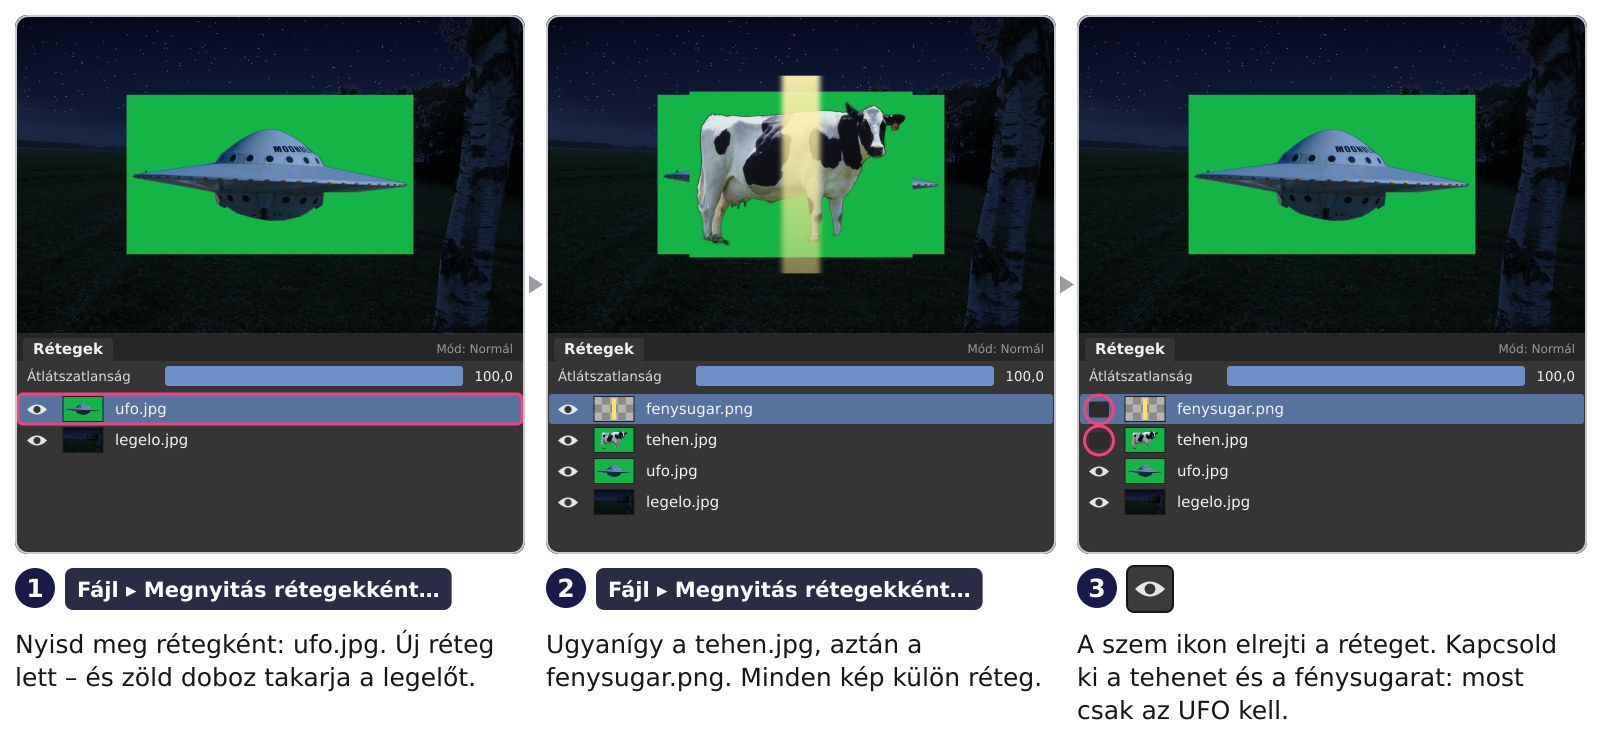 MOONB
Rétegek
Mód: Normál
Átlátszatlanság
100,0
ufo.jpg
legelo.jpg
1
Fájl ▸ Megnyitás rétegekként…
Nyisd meg rétegként: ufo.jpg. Új réteg
lett – és zöld doboz takarja a legelőt.
Rétegek
Mód: Normál
Átlátszatlanság
100,0
fenysugar.png
tehen.jpg
ufo.jpg
legelo.jpg
2
Fájl ▸ Megnyitás rétegekként…
Ugyanígy a tehen.jpg, aztán a
fenysugar.png. Minden kép külön réteg.
Rétegek
Mód: Normál
Átlátszatlanság
100,0
fenysugar.png
tehen.jpg
ufo.jpg
legelo.jpg
3
A szem ikon elrejti a réteget. Kapcsold
ki a tehenet és a fénysugarat: most
csak az UFO kell.